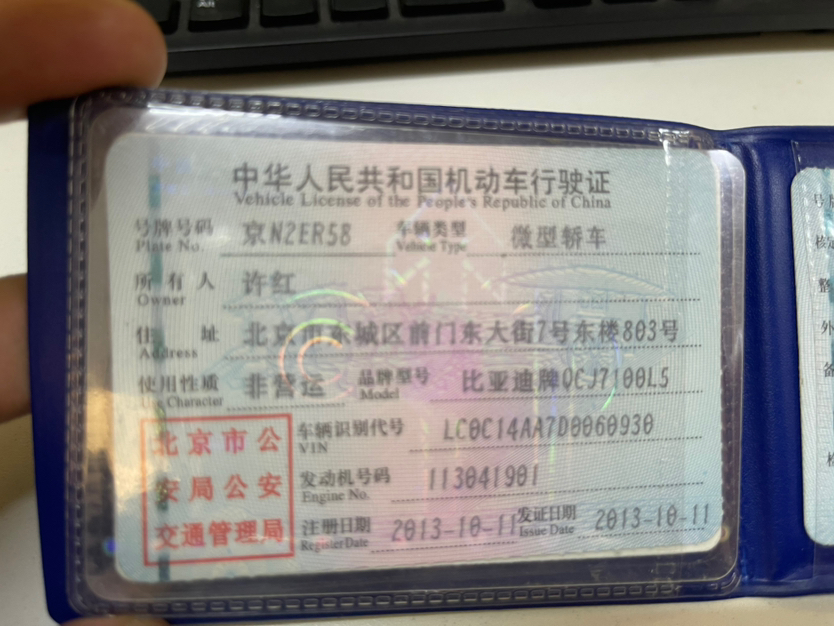 中华人民共和国机动车行驶证
Vehicle License of the People's Republic of China
号牌号码 京N2ER58 车辆类型 微型轿车
Plate No. Vehicle Type
所有人 许红
Owner
住址 北京市东城区前门东大街7号东楼803号
Address
使用性质 非营运 品牌型号 比亚迪牌QCJ7100L5
Use Character Model
北京市公
安局公安
交通管理局
车辆识别代号 LC0C14AA7D0060930
VIN
发动机号码 113041901
Engine No.
注册日期 2013-10-11 发证日期 2013-10-11
Register Date Issue Date